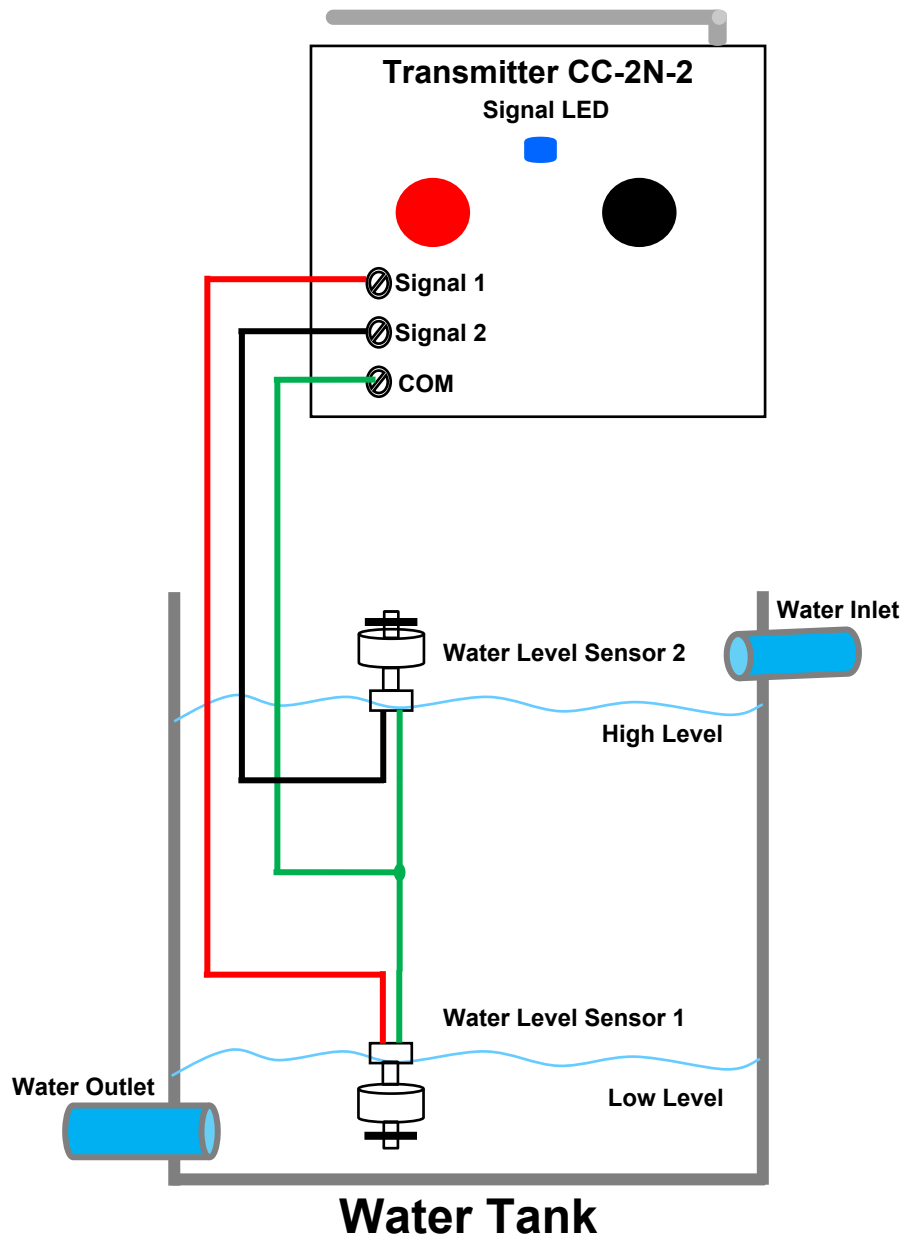 Transmitter CC-2N-2
Signal LED
Signal 1
Signal 2
COM
Water Inlet
Water Level Sensor 2
High Level
Water Level Sensor 1
Water Outlet
Low Level
Water Tank